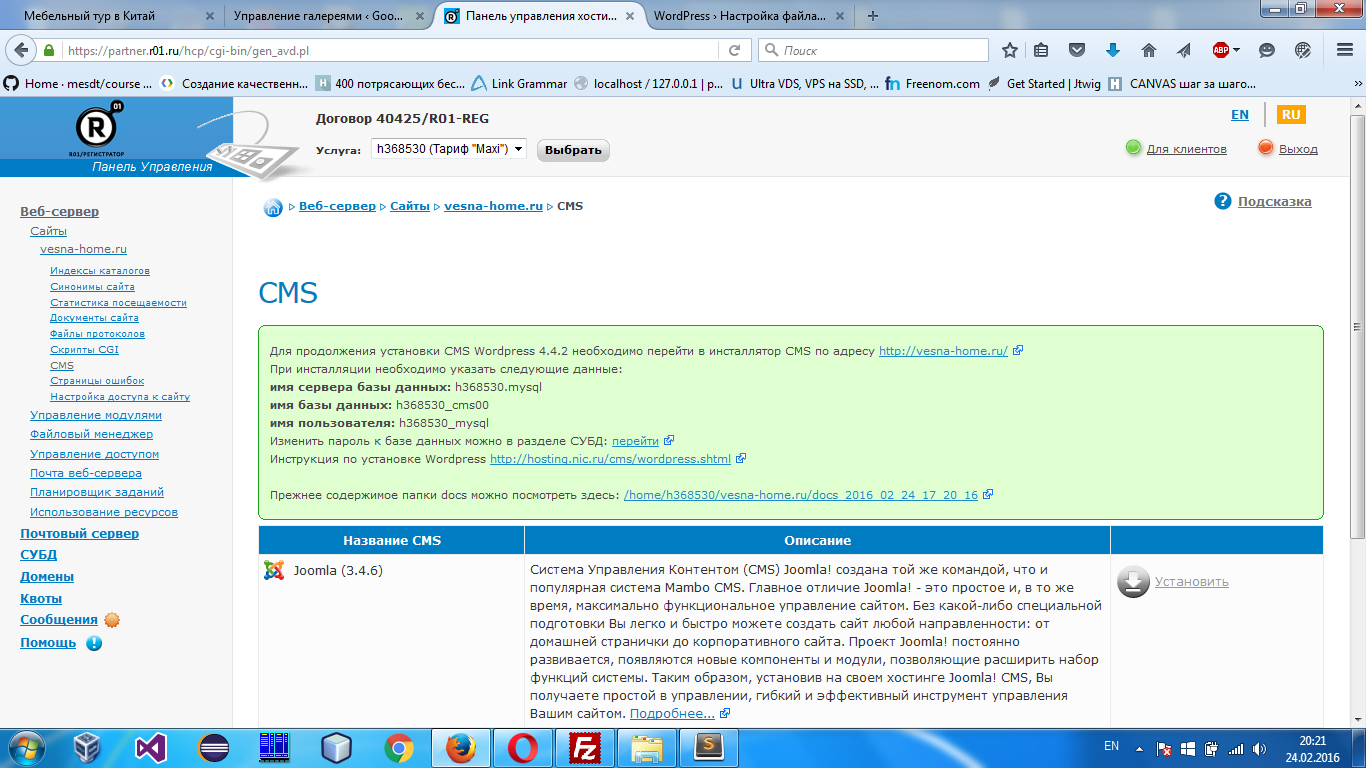 Мебельный тур в Китай
Управление галереями ‹ Goo...
Панель управления хости...
WordPress › Настройка файла...
https://partner.r01.ru/hcp/cgi-bin/gen_avd.pl
Поиск
ABP
Home · mesdt/course ...
Создание качественн...
H 400 потрясающих бес...
Link Grammar
localhost / 127.0.0.1 | p...
U Ultra VDS, VPS на SSD, ...
fn Freenom.com
Get Started | Jtwig
H CANVAS шаг за шаго...
R 01
R01/РЕГИСТРАТОР
Панель Управления
Договор 40425/R01-REG
Услуга: h368530 (Тариф "Maxi") Выбрать
EN RU
Для клиентов Выход
Веб-сервер
Сайты
vesna-home.ru
Индексы каталогов
Синонимы сайта
Статистика посещаемости
Документы сайта
Файлы протоколов
Скрипты CGI
CMS
Страницы ошибок
Настройка доступа к сайту
Управление модулями
Файловый менеджер
Управление доступом
Почта веб-сервера
Планировщик заданий
Использование ресурсов
Почтовый сервер
СУБД
Домены
Квоты
Сообщения
Помощь
Веб-сервер Сайты vesna-home.ru CMS
? Подсказка
CMS
Для продолжения установки CMS Wordpress 4.4.2 необходимо перейти в инсталлятор CMS по адресу http://vesna-home.ru/
При инсталляции необходимо указать следующие данные:
имя сервера базы данных: h368530.mysql
имя базы данных: h368530_cms00
имя пользователя: h368530_mysql
Изменить пароль к базе данных можно в разделе СУБД: перейти
Инструкция по установке Wordpress http://hosting.nic.ru/cms/wordpress.shtml
Прежнее содержимое папки docs можно посмотреть здесь: /home/h368530/vesna-home.ru/docs_2016_02_24_17_20_16
Название CMS Описание
Joomla (3.4.6)
Система Управления Контентом (CMS) Joomla! создана той же командой, что и
популярная система Mambo CMS. Главное отличие Joomla! - это простое и, в то же
время, максимально функциональное управление сайтом. Без какой-либо специальной
подготовки Вы легко и быстро можете создать сайт любой направленности: от
домашней странички до корпоративного сайта. Проект Joomla! постоянно
развивается, появляются новые компоненты и модули, позволяющие расширить набор
функций системы. Таким образом, установив на своем хостинге Joomla! CMS, Вы
получаете простой в управлении, гибкий и эффективный инструмент управления
Вашим сайтом. Подробнее...
Установить
Fz
S
EN
20:21
24.02.2016